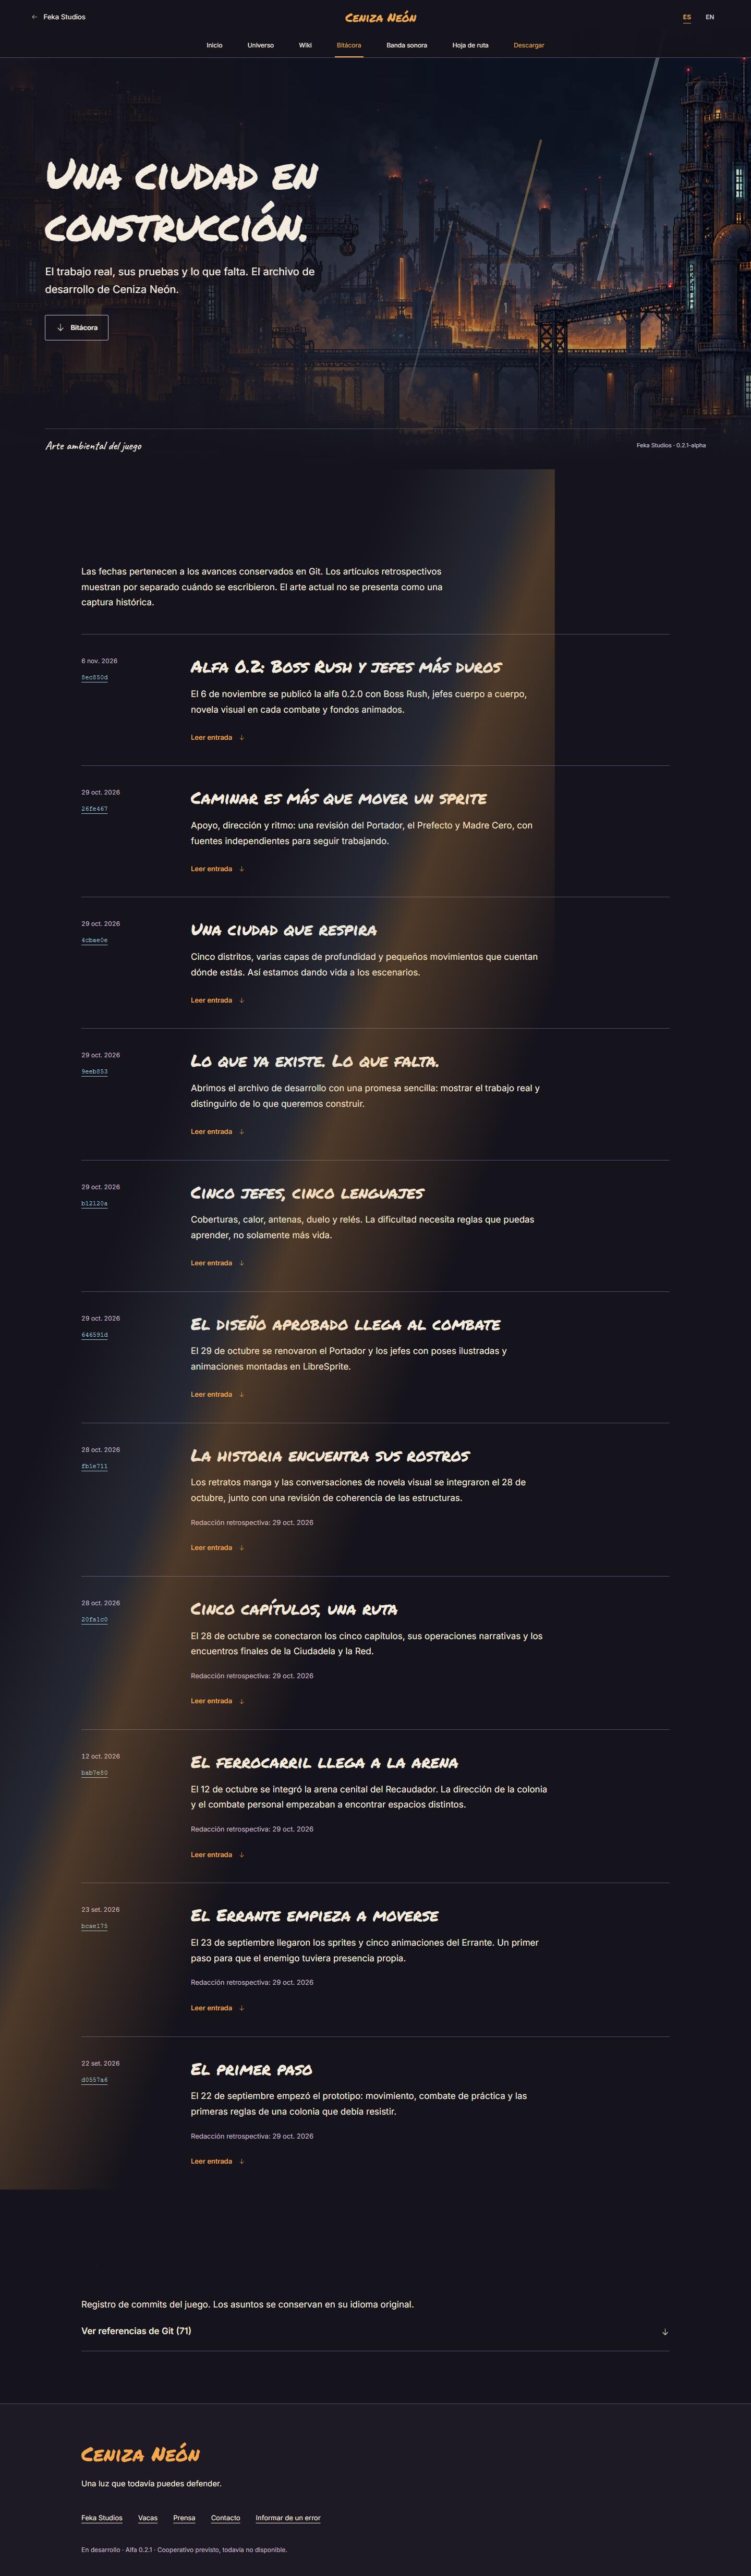 ← Feka Studios
Ceniza Neón
ES EN
Inicio Universo Wiki Bitácora Banda sonora Hoja de ruta Descargar
Una ciudad en
construcción.
El trabajo real, sus pruebas y lo que falta. El archivo de
desarrollo de Ceniza Neón.
↓ Bitácora
Arte ambiental del juego
Feka Studios · 0.2.1-alpha
Las fechas pertenecen a los avances conservados en Git. Los artículos retrospectivos
muestran por separado cuándo se escribieron. El arte actual no se presenta como una
captura histórica.
6 nov. 2026
8ec850d
Alfa 0.2: Boss Rush y jefes más duros
El 6 de noviembre se publicó la alfa 0.2.0 con Boss Rush, jefes cuerpo a cuerpo,
novela visual en cada combate y fondos animados.
Leer entrada ↓
29 oct. 2026
26fe467
Caminar es más que mover un sprite
Apoyo, dirección y ritmo: una revisión del Portador, el Prefecto y Madre Cero, con
fuentes independientes para seguir trabajando.
Leer entrada ↓
29 oct. 2026
4cbae0e
Una ciudad que respira
Cinco distritos, varias capas de profundidad y pequeños movimientos que cuentan
dónde estás. Así estamos dando vida a los escenarios.
Leer entrada ↓
29 oct. 2026
9eeb853
Lo que ya existe. Lo que falta.
Abrimos el archivo de desarrollo con una promesa sencilla: mostrar el trabajo real y
distinguirlo de lo que queremos construir.
Leer entrada ↓
29 oct. 2026
b12120a
Cinco jefes, cinco lenguajes
Coberturas, calor, antenas, duelo y relés. La dificultad necesita reglas que puedas
aprender, no solamente más vida.
Leer entrada ↓
29 oct. 2026
646591d
El diseño aprobado llega al combate
El 29 de octubre se renovaron el Portador y los jefes con poses ilustradas y
animaciones montadas en LibreSprite.
Leer entrada ↓
28 oct. 2026
fb1e711
La historia encuentra sus rostros
Los retratos manga y las conversaciones de novela visual se integraron el 28 de
octubre, junto con una revisión de coherencia de las estructuras.
Redacción retrospectiva: 29 oct. 2026
Leer entrada ↓
28 oct. 2026
20fa1c0
Cinco capítulos, una ruta
El 28 de octubre se conectaron los cinco capítulos, sus operaciones narrativas y los
encuentros finales de la Ciudadela y la Red.
Redacción retrospectiva: 29 oct. 2026
Leer entrada ↓
12 oct. 2026
bab7e80
El ferrocarril llega a la arena
El 12 de octubre se integró la arena cenital del Recaudador. La dirección de la colonia
y el combate personal empezaban a encontrar espacios distintos.
Redacción retrospectiva: 29 oct. 2026
Leer entrada ↓
23 set. 2026
bcae175
El Errante empieza a moverse
El 23 de septiembre llegaron los sprites y cinco animaciones del Errante. Un primer
paso para que el enemigo tuviera presencia propia.
Redacción retrospectiva: 29 oct. 2026
Leer entrada ↓
22 set. 2026
d0557a6
El primer paso
El 22 de septiembre empezó el prototipo: movimiento, combate de práctica y las
primeras reglas de una colonia que debía resistir.
Redacción retrospectiva: 29 oct. 2026
Leer entrada ↓
Registro de commits del juego. Los asuntos se conservan en su idioma original.
Ver referencias de Git (71) ↓
Ceniza Neón
Una luz que todavía puedes defender.
Feka Studios Vacas Prensa Contacto Informar de un error
En desarrollo · Alfa 0.2.1 · Cooperativo previsto, todavía no disponible.